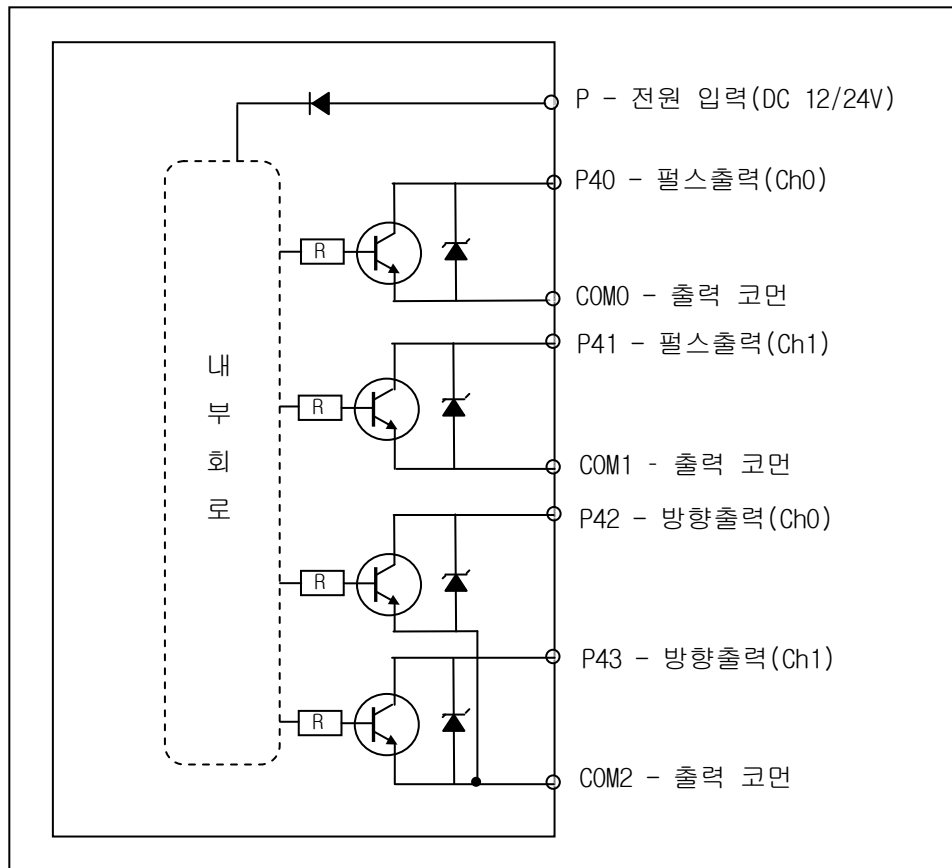 P – 전원 입력(DC 12/24V)
P40 – 펄스출력(Ch0)
R
COM0 – 출력 코먼
P41 – 펄스출력(Ch1)
R
COM1 - 출력 코먼
P42 – 방향출력(Ch0)
R
P43 – 방향출력(Ch1)
R
COM2 – 출력 코먼
내
부
회
로